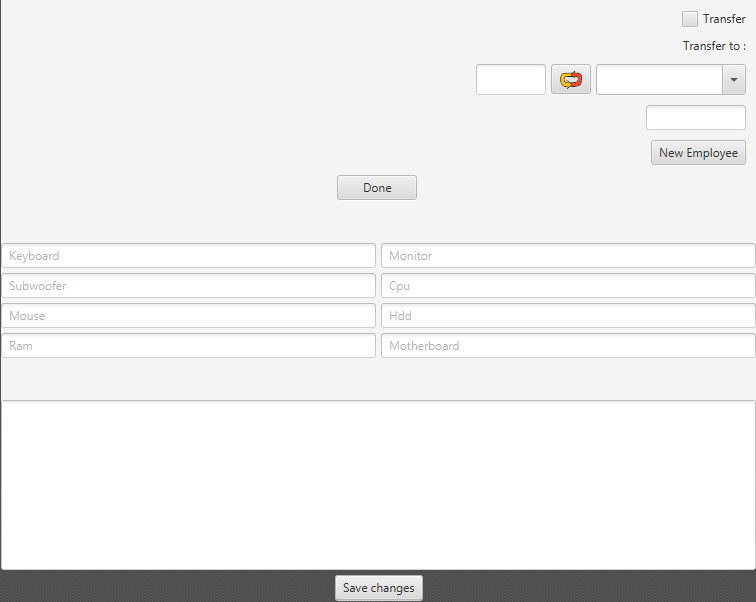 Transfer
Transfer to :
New Employee
Done
Keyboard
Monitor
Subwoofer
Cpu
Mouse
Hdd
Ram
Motherboard
Save changes